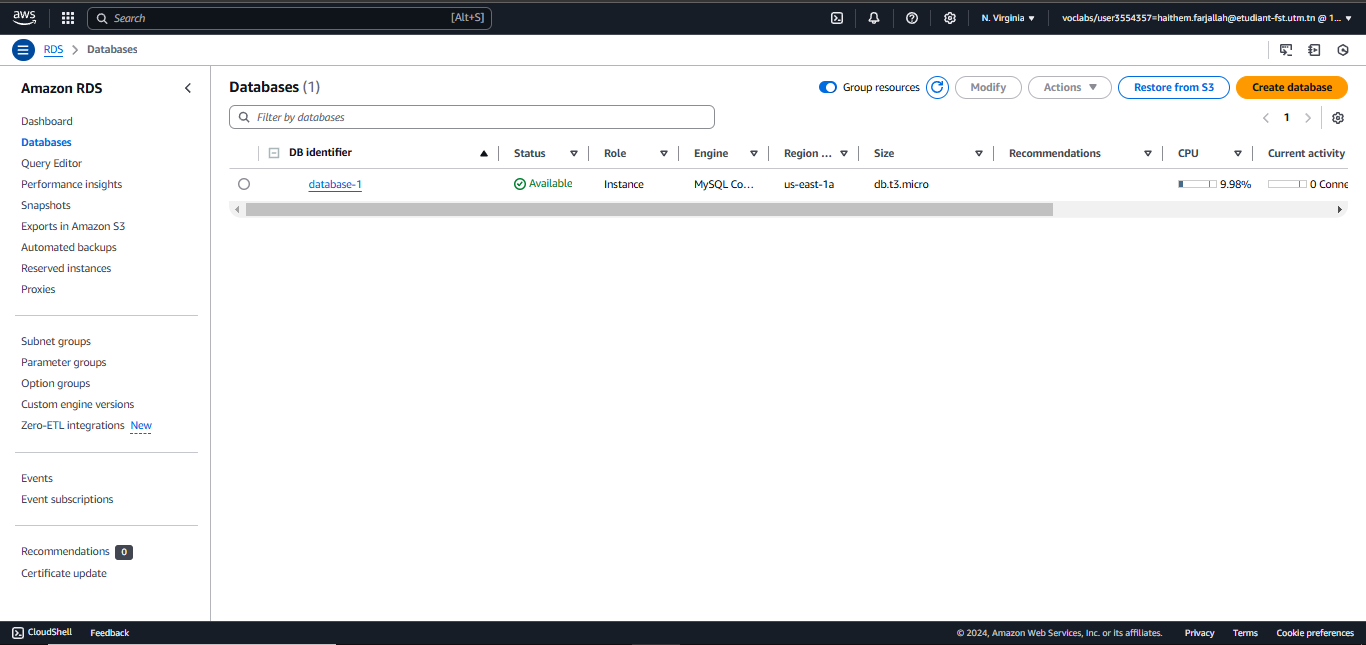 aws
Search [Alt+S]
N. Virginia
voclabs/user3554357=haithem.farjallah@etudiant-fst.utm.tn @ 1...
RDS
Databases
Amazon RDS
Dashboard
Databases
Query Editor
Performance insights
Snapshots
Exports in Amazon S3
Automated backups
Reserved instances
Proxies
Subnet groups
Parameter groups
Option groups
Custom engine versions
Zero-ETL integrations New
Events
Event subscriptions
Recommendations 0
Certificate update
Databases (1)
Group resources
Modify
Actions
Restore from S3
Create database
Filter by databases
1
DB identifier Status Role Engine Region ... Size Recommendations CPU Current activity
database-1 Available Instance MySQL Co... us-east-1a db.t3.micro 9.98% 0 Conne
CloudShell Feedback © 2024, Amazon Web Services, Inc. or its affiliates. Privacy Terms Cookie preferences